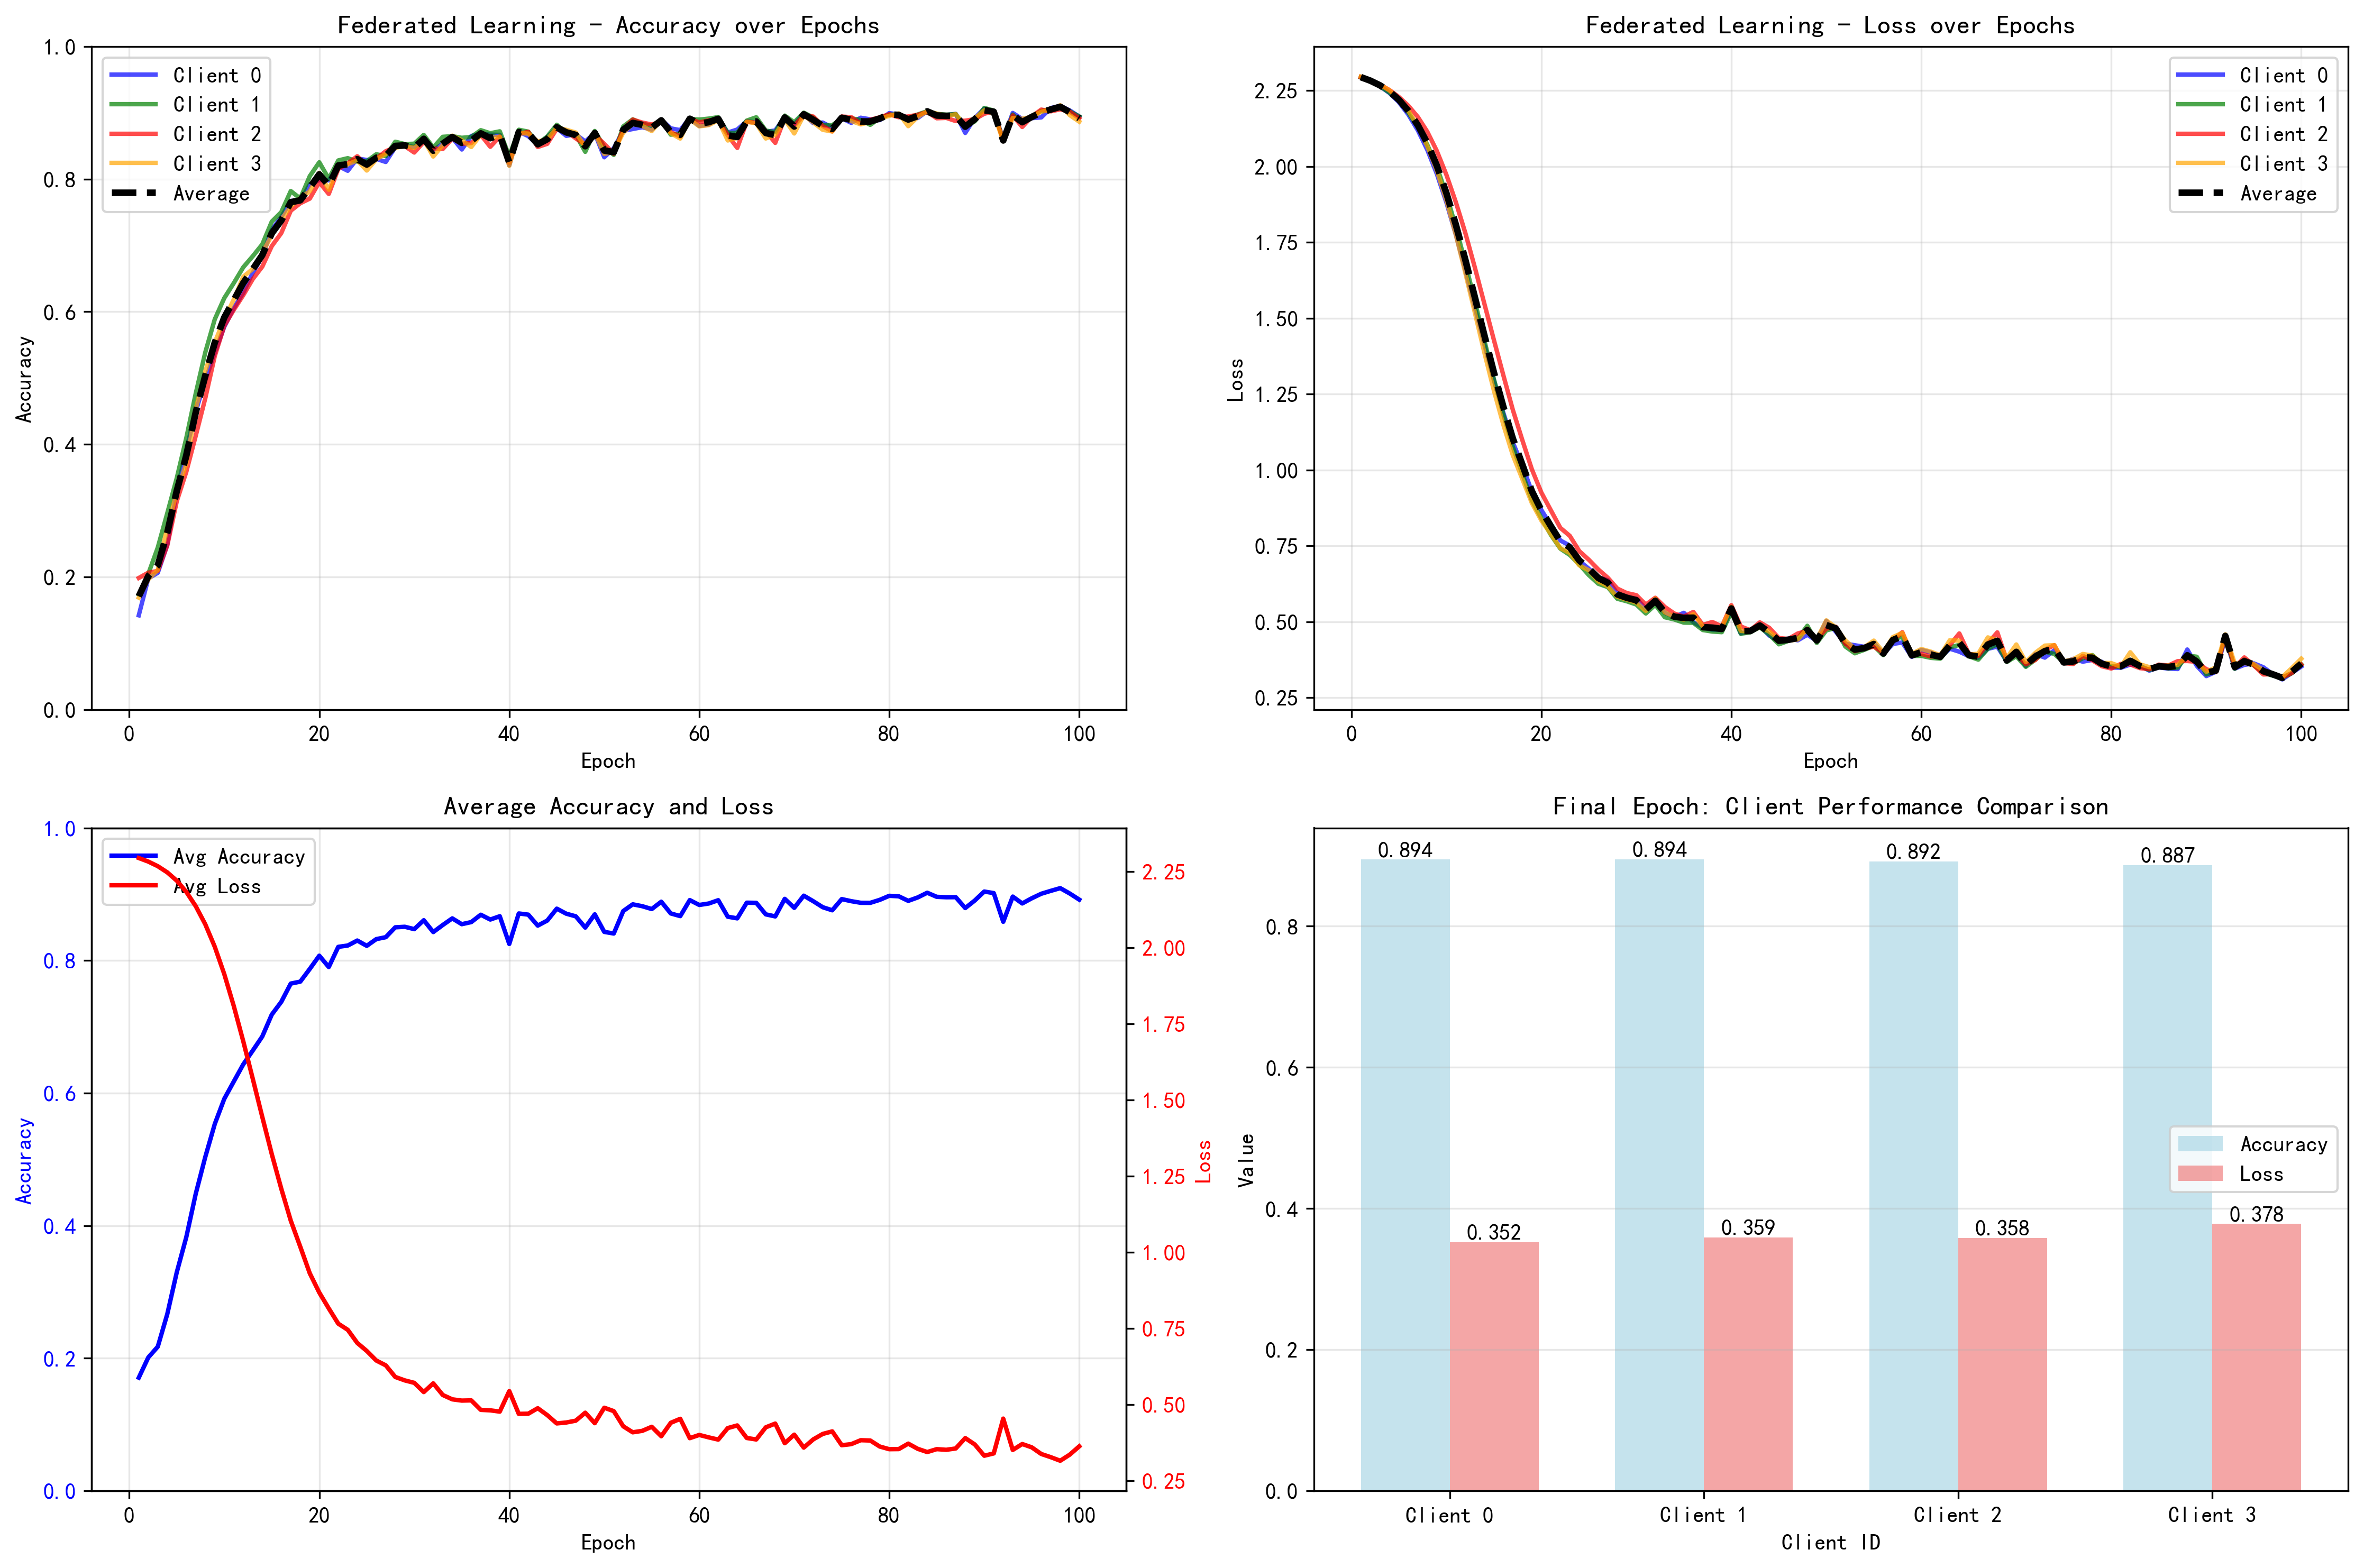 Federated Learning - Accuracy over Epochs
1.0
0.8
0.6
0.4
0.2
0.0
Accuracy
Client 0
Client 1
Client 2
Client 3
Average
0 20 40 60 80 100
Epoch
Federated Learning - Loss over Epochs
2.25
2.00
1.75
1.50
1.25
1.00
0.75
0.50
0.25
Loss
Client 0
Client 1
Client 2
Client 3
Average
0 20 40 60 80 100
Epoch
Average Accuracy and Loss
1.0
0.8
0.6
0.4
0.2
0.0
Accuracy
Avg Accuracy
Avg Loss
2.25
2.00
1.75
1.50
1.25
1.00
0.75
0.50
0.25
Loss
0 20 40 60 80 100
Epoch
Final Epoch: Client Performance Comparison
0.8
0.6
0.4
0.2
0.0
Value
0.894 0.894 0.892 0.887
Accuracy
Loss
0.352 0.359 0.358 0.378
Client 0 Client 1 Client 2 Client 3
Client ID